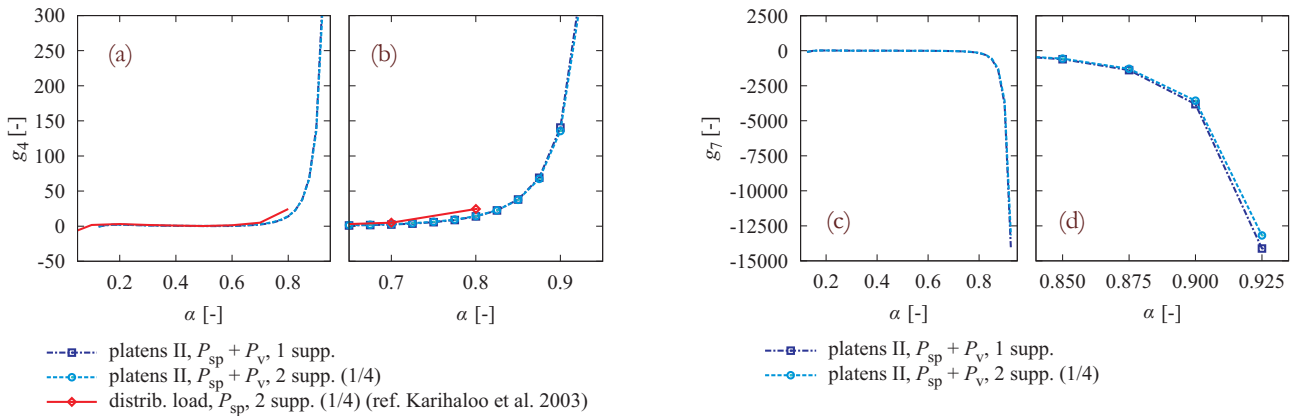 300
250
200
150
100
50
0
-50
g4 [-]
(a)
0.2 0.4 0.6 0.8
α [-]
(b)
0.7 0.8 0.9
α [-]
platens II, Psp + Pv, 1 supp.
platens II, Psp + Pv, 2 supp. (1/4)
distrib. load, Psp, 2 supp. (1/4) (ref. Karihaloo et al. 2003)
2500
0
-2500
-5000
-7500
-10000
-12500
-15000
g7 [-]
(c)
0.2 0.4 0.6 0.8
α [-]
(d)
0.850 0.875 0.900 0.925
α [-]
platens II, Psp + Pv, 1 supp.
platens II, Psp + Pv, 2 supp. (1/4)